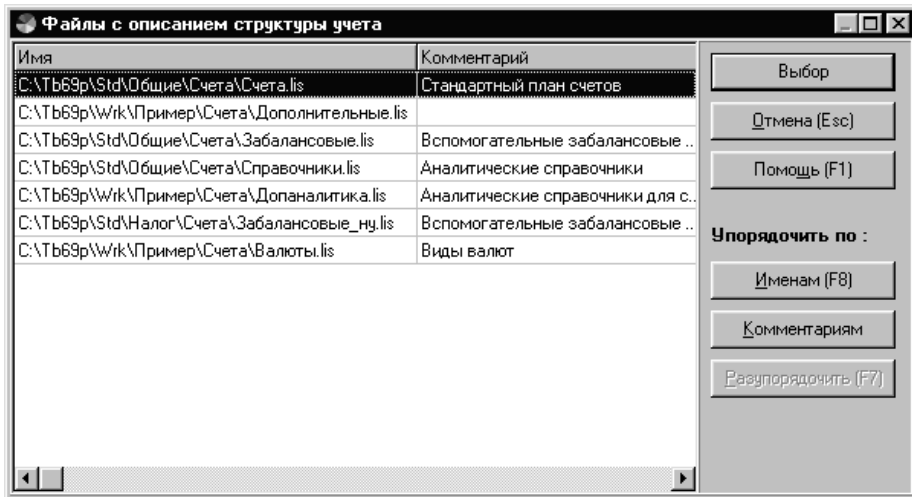 Файлы с описанием структуры учета
Имя Комментарий
C:\Tb69p\Std\Общие\Счета\Счета.lis Стандартный план счетов
C:\Tb69p\Wrk\Пример\Счета\Дополнительные.lis
C:\Tb69p\Std\Общие\Счета\Забалансовые.lis Вспомогательные забалансовые ..
C:\Tb69p\Std\Общие\Счета\Справочники.lis Аналитические справочники
C:\Tb69p\Wrk\Пример\Счета\Допаналитика.lis Аналитические справочники для с..
C:\Tb69p\Std\Налог\Счета\Забалансовые_ну.lis Вспомогательные забалансовые ..
C:\Tb69p\Wrk\Пример\Счета\Валюты.lis Виды валют
Выбор
Отмена (Esc)
Помощь (F1)
Упорядочить по :
Именам (F8)
Комментариям
Разупорядочить (F7)